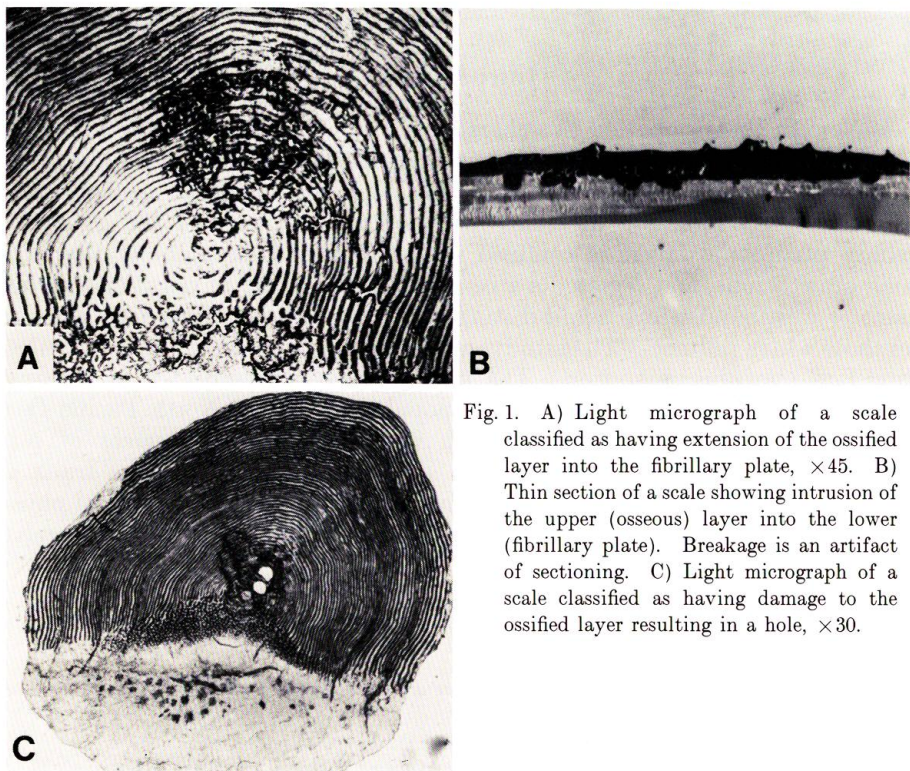 A
B
C
Fig. 1. A) Light micrograph of a scale
classified as having extension of the ossified
layer into the fibrillary plate, ×45. B)
Thin section of a scale showing intrusion of
the upper (osseous) layer into the lower
(fibrillary plate). Breakage is an artifact
of sectioning. C) Light micrograph of a
scale classified as having damage to the
ossified layer resulting in a hole, ×30.